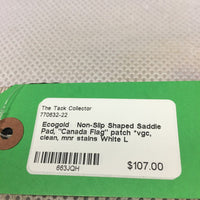 The Tack Collector
770632-22
Ecogold Non-Slip Shaped Saddle
Pad, "Canada Flag" patch *vgc,
clean, mnr stains White L
663JQH
$107.00